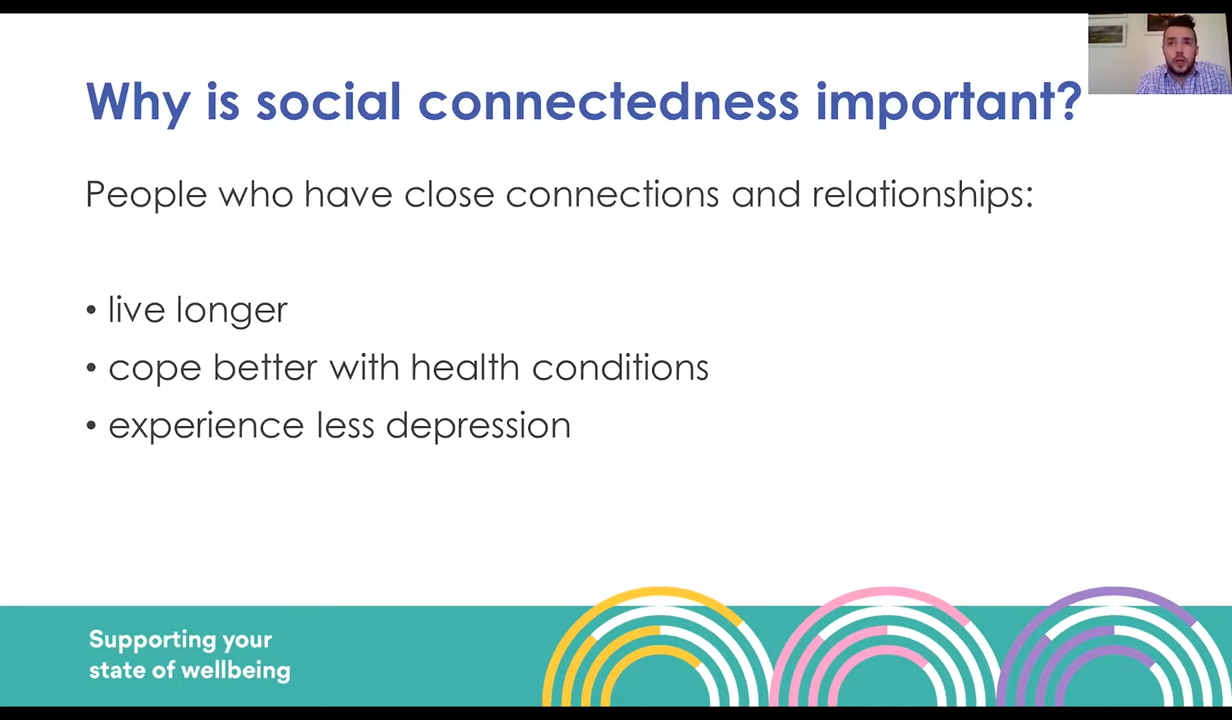 Why is social connectedness important?
People who have close connections and relationships:
• live longer
• cope better with health conditions
• experience less depression
Supporting your
state of wellbeing